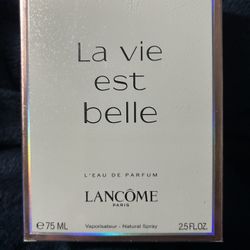 La vie
est
belle
L'EAU DE PARFUM
LANCÔME
PARIS
e 75 ML Vaporisateur - Natural Spray 2.5 FL.OZ.